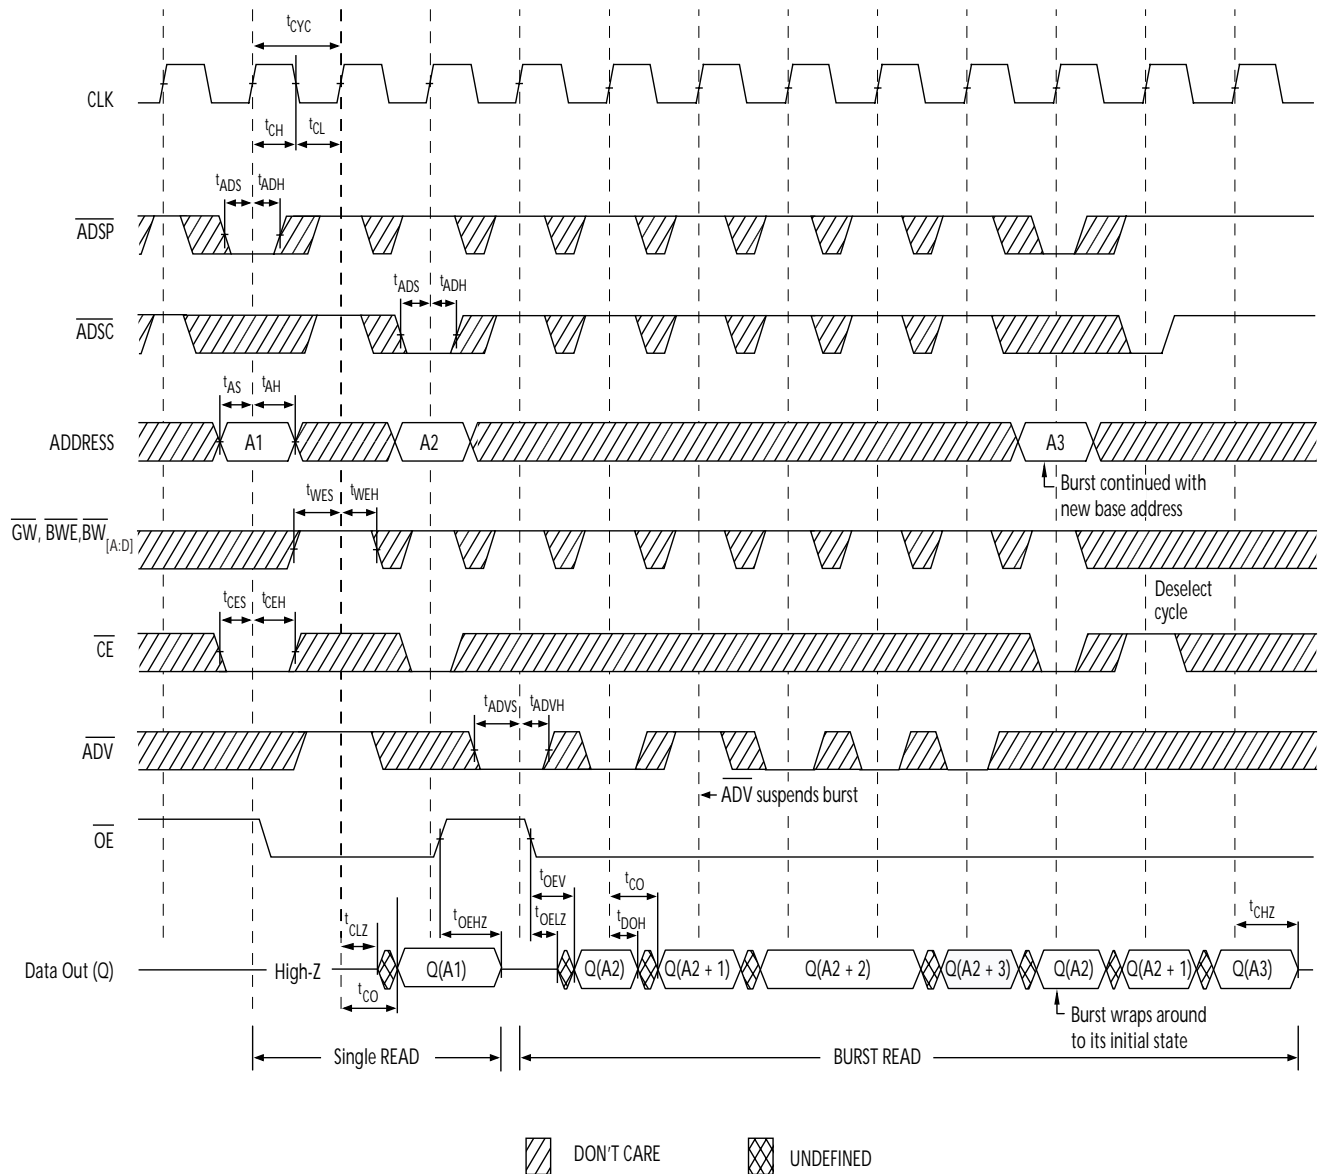 tCYC
CLK
tCH
tCL
tADS
tADH
ADSP
tADS
tADH
ADSC
tAS
tAH
ADDRESS
A1
A2
A3
Burst continued with
new base address
tWES
tWEH
GW, BWE,BW[A:D]
Deselect
cycle
tCES
tCEH
CE
tADVS
tADVH
ADV
ADV suspends burst
OE
tOEV
tCO
tCLZ
tOEHZ
tOELZ
tDOH
tCHZ
Data Out (Q)
High-Z
Q(A1)
Q(A2)
Q(A2 + 1)
Q(A2 + 2)
Q(A2 + 3)
Q(A2)
Q(A2 + 1)
Q(A3)
tCO
Burst wraps around
to its initial state
Single READ
BURST READ
DON'T CARE
UNDEFINED